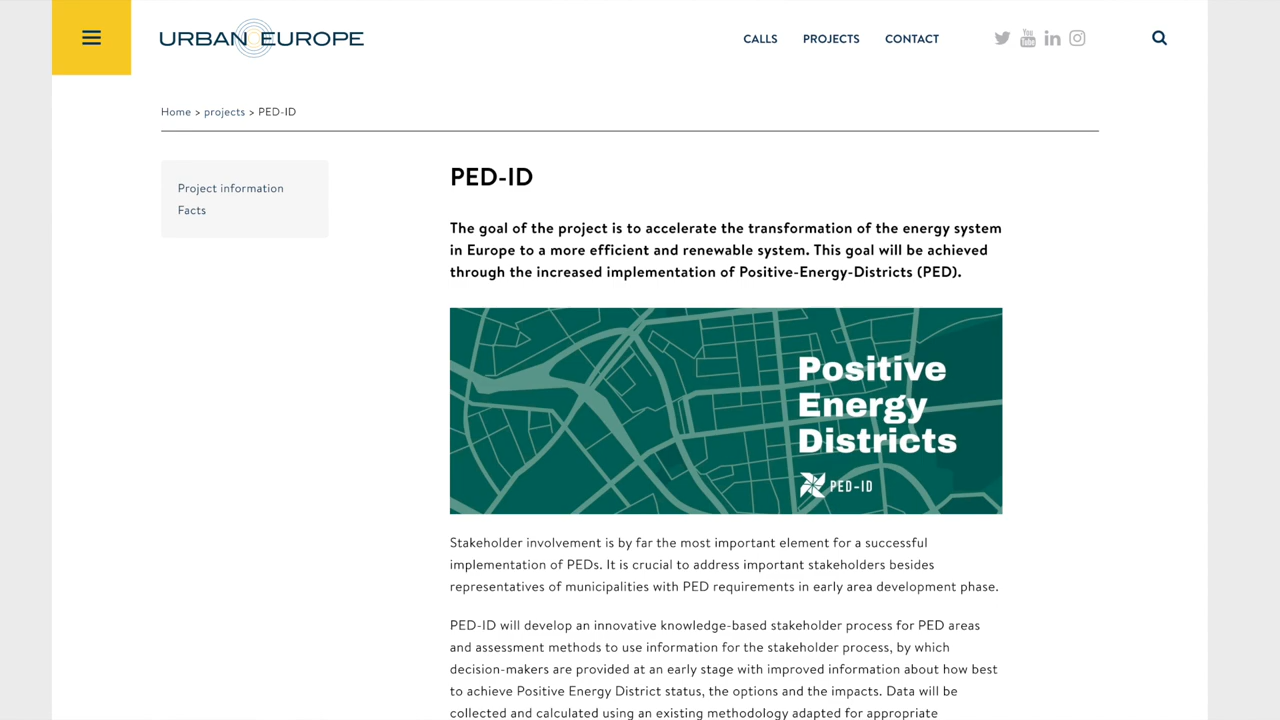 URBAN EUROPE
CALLS PROJECTS CONTACT
You Tube
in
Home > projects > PED-ID
Project information
Facts
PED-ID
The goal of the project is to accelerate the transformation of the energy system
in Europe to a more efficient and renewable system. This goal will be achieved
through the increased implementation of Positive-Energy-Districts (PED).
Positive
Energy
Districts
PED-ID
Stakeholder involvement is by far the most important element for a successful
implementation of PEDs. It is crucial to address important stakeholders besides
representatives of municipalities with PED requirements in early area development phase.
PED-ID will develop an innovative knowledge-based stakeholder process for PED areas
and assessment methods to use information for the stakeholder process, by which
decision-makers are provided at an early stage with improved information about how best
to achieve Positive Energy District status, the options and the impacts. Data will be
collected and calculated using an existing methodology adapted for appropriate